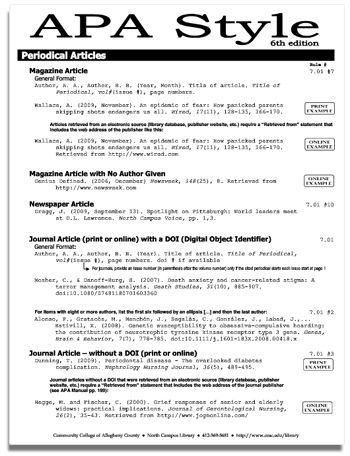 APA Style
6th edition
Periodical Articles
Rule #
Magazine Article
7.01 #7
General Format:
Author, A. A., Author, B. B. (Year, Month). Title of article. Title of
Periodical, vol#(issue #), page numbers.
Wallace, A. (2009, November). An epidemic of fear: How panicked parents
skipping shots endangers us all. Wired, 17(11), 128-135, 166-170.
PRINT
EXAMPLE
Articles retrieved from an electronic source (library database, publisher website, etc.) require a "Retrieved from" statement that
includes the web address of the publisher like this:
Wallace, A. (2009, November). An epidemic of fear: How panicked parents
skipping shots endangers us all. Wired, 17(11), 128-135, 166-170.
Retrieved from http://www.wired.com
ONLINE
EXAMPLE
Magazine Article with No Author Given
Genius Defined. (2006, December) Newsweek, 148(25), 8. Retrieved from
http://www.newsweek.com
ONLINE
EXAMPLE
Newspaper Article
7.01 #10
Gragg, J. (2009, September 13). Spotlight on Pittsburgh: World leaders meet
at D.L. Lawrence. North Campus Voice, pp. 1,3.
Journal Article (print or online) with a DOI (Digital Object Identifier)
7.01
General Format:
Author, A. A., Author, B. B. (Year). Title of article. Title of Periodical,
vol#(issue #), page numbers. doi: # if available
For journals, provide an issue number (in parentheses after the volume number) only if the cited periodical starts each issue at page 1
Mosher, C., & Danoff-Burg, S. (2007). Death anxiety and cancer-related stigma: A
terror management analysis. Death Studies, 31(10), 885-907.
doi:10.1080/07481180701603360
For items with eight or more authors, list the first six followed by an ellipsis [...] and then the last author:
7.01 #2
Alonso, P., Gratacòs, M., Menchón, J., Segalàs, C., González, J., Labad, J.,...
Estivill, X. (2008). Genetic susceptibility to obsessive-compulsive hoarding:
the contribution of neurotrophic tyrosine kinase receptor type 3 gene. Genes,
Brain & Behavior, 7(7), 778-785. doi:10.1111/j.1601-183X.2008.00418.x
Journal Article – without a DOI (print or online)
7.01 #3
Dunning, T. (2009). Periodontal disease - The overlooked diabetes
complication. Nephrology Nursing Journal, 36(5), 489-495.
PRINT
EXAMPLE
Journal articles without a DOI that were retrieved from an electronic source (library database, publisher
website, etc.) require a "Retrieved from" statement that includes the web address of the journal publisher
(see APA Manual pp. 199):
Hegge, M. and Fischer, C. (2000). Grief responses of senior and elderly
widows: practical implications. Journal of Gerontological Nursing,
26(2), 35-43. Retrieved from http://www.jognonline.com/
ONLINE
EXAMPLE
Community College of Allegheny County ♦ North Campus Library ♦ 412-369-3681 ♦ http://www.ccac.edu/library